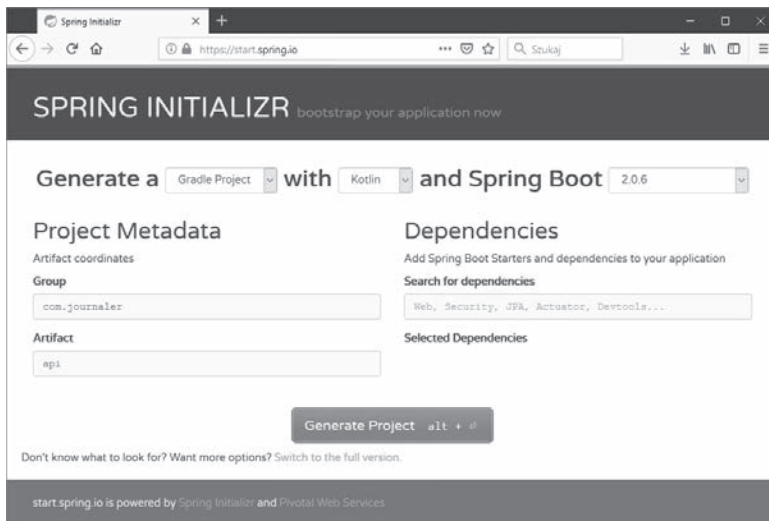 Spring Initializr
https://start.spring.io
Szukaj
SPRING INITIALIZR bootstrap your application now
Generate a Gradle Project with Kotlin and Spring Boot 2.0.6
Project Metadata
Artifact coordinates
Group
com.journaler
Artifact
api
Dependencies
Add Spring Boot Starters and dependencies to your application
Search for dependencies
Web, Security, JPA, Actuator, Devtools...
Selected Dependencies
Generate Project alt + ⏎
Don't know what to look for? Want more options? Switch to the full version.
start.spring.io is powered by Spring Initializr and Pivotal Web Services